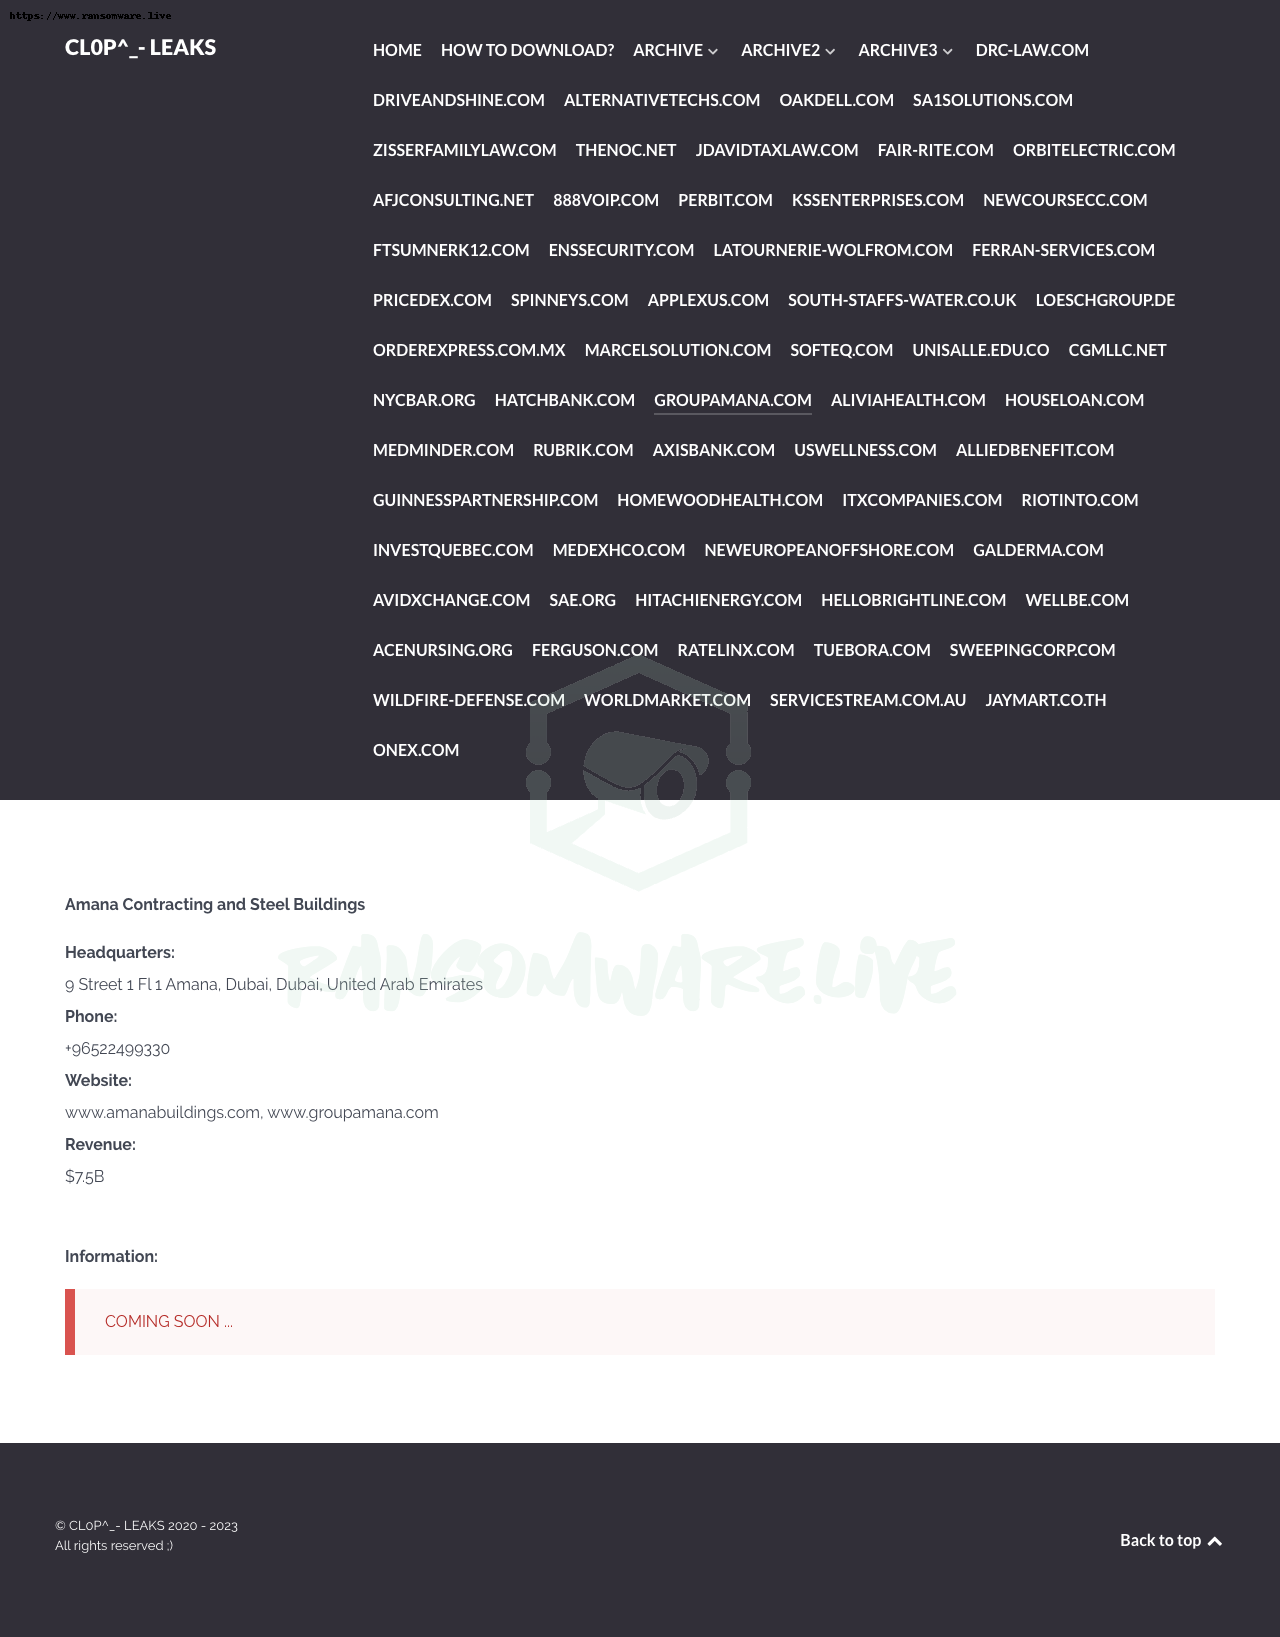 https://www.ransomware.live
CL0P^_- LEAKS
HOME HOW TO DOWNLOAD? ARCHIVE ARCHIVE2 ARCHIVE3 DRC-LAW.COM
DRIVEANDSHINE.COM ALTERNATIVETECHS.COM OAKDELL.COM SA1SOLUTIONS.COM
ZISSERFAMILYLAW.COM THENOC.NET JDAVIDTAXLAW.COM FAIR-RITE.COM ORBITELECTRIC.COM
AFJCONSULTING.NET 888VOIP.COM PERBIT.COM KSSENTERPRISES.COM NEWCOURSECC.COM
FTSUMNERK12.COM ENSSECURITY.COM LATOURNERIE-WOLFROM.COM FERRAN-SERVICES.COM
PRICEDEX.COM SPINNEYS.COM APPLEXUS.COM SOUTH-STAFFS-WATER.CO.UK LOESCHGROUP.DE
ORDEREXPRESS.COM.MX MARCELSOLUTION.COM SOFTEQ.COM UNISALLE.EDU.CO CGMLLC.NET
NYCBAR.ORG HATCHBANK.COM GROUPAMANA.COM ALIVIAHEALTH.COM HOUSELOAN.COM
MEDMINDER.COM RUBRIK.COM AXISBANK.COM USWELLNESS.COM ALLIEDBENEFIT.COM
GUINNESSPARTNERSHIP.COM HOMEWOODHEALTH.COM ITXCOMPANIES.COM RIOTINTO.COM
INVESTQUEBEC.COM MEDEXHCO.COM NEWEUROPEANOFFSHORE.COM GALDERMA.COM
AVIDXCHANGE.COM SAE.ORG HITACHIENERGY.COM HELLOBRIGHTLINE.COM WELLBE.COM
ACENURSING.ORG FERGUSON.COM RATELINX.COM TUEBORA.COM SWEEPINGCORP.COM
WILDFIRE-DEFENSE.COM WORLDMARKET.COM SERVICESTREAM.COM.AU JAYMART.CO.TH
ONEX.COM
Amana Contracting and Steel Buildings
Headquarters:
RANSOMWARE.LIVE
9 Street 1 Fl 1 Amana, Dubai, Dubai, United Arab Emirates
Phone:
+96522499330
Website:
www.amanabuildings.com, www.groupamana.com
Revenue:
$7.5B
Information:
COMING SOON ...
© CL0P^_- LEAKS 2020 - 2023
All rights reserved ;)
Back to top